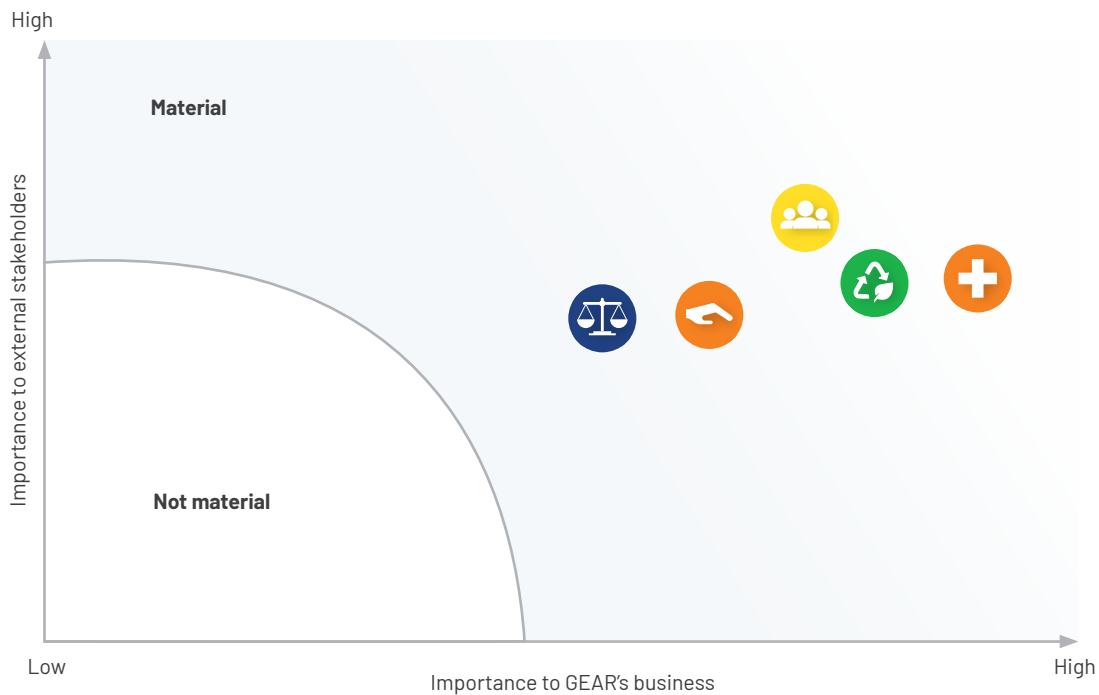 High
Material
Importance to external stakeholders
Not material
Low
High
Importance to GEAR's business